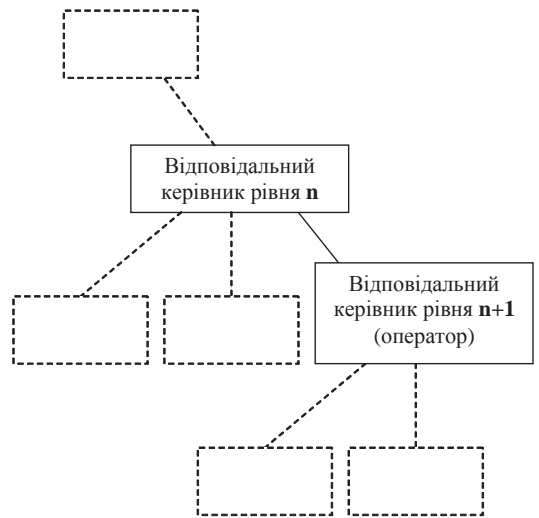 Відповідальний
керівник рівня n
Відповідальний
керівник рівня n+1
(оператор)